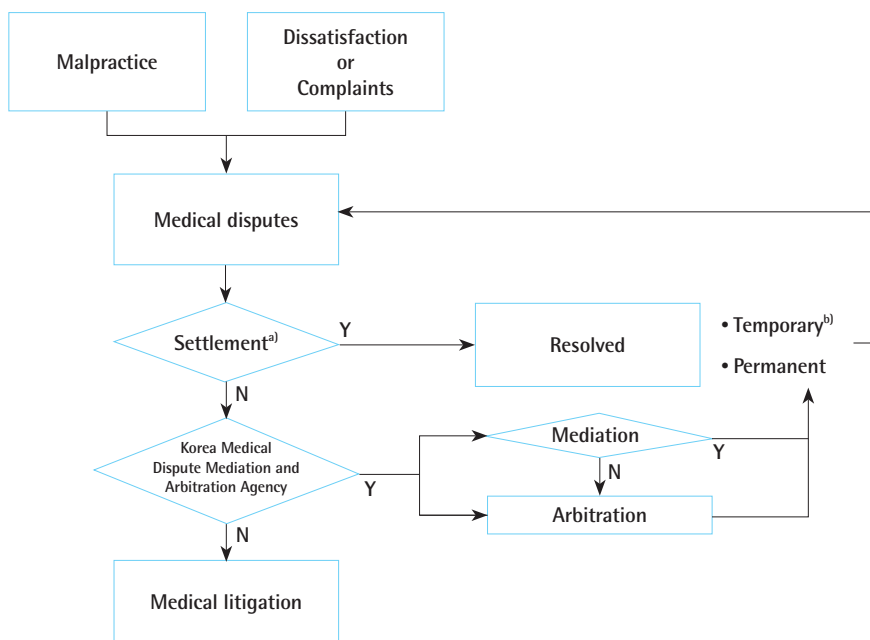 Malpractice
Dissatisfaction
or
Complaints
Medical disputes
Settlementa)
Y
Resolved
• Temporaryb)
• Permanent
N
Korea Medical
Dispute Mediation and
Arbitration Agency
Y
Mediation
Y
N
Arbitration
N
Medical litigation